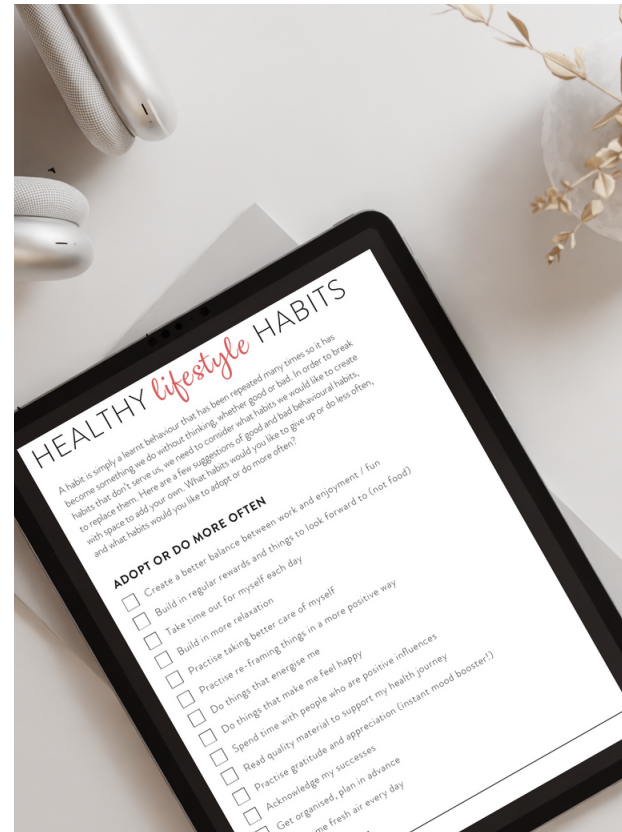 HEALTHY lifestyle HABITS
A habit is simply a learnt behaviour that has been repeated many times so it has
become something we do without thinking, whether good or bad. In order to break
habits that don't serve us, we need to consider what habits we would like to create
to replace them. Here are a few suggestions of good and bad behavioural habits,
with space to add your own. What habits would you like to give up or do less often,
and what habits would you like to adopt or do more often?
ADOPT OR DO MORE OFTEN
Create a better balance between work and enjoyment / fun
Build in regular rewards and things to look forward to (not food)
Take time out for myself each day
Build in more relaxation
Practise taking better care of myself
Practise re-framing things in a more positive way
Do things that energise me
Do things that make me feel happy
Spend time with people who are positive influences
Read quality material to support my health journey
Practise gratitude and appreciation (instant mood booster!)
Acknowledge my successes
Get organised, plan in advance
me fresh air every day